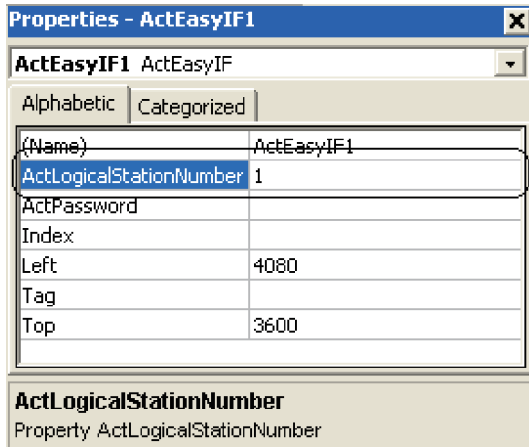 Properties - ActEasyIF1
ActEasyIF1 ActEasyIF
Alphabetic Categorized
(Name) ActEasyIF1
ActLogicalStationNumber 1
ActPassword
Index
Left 4080
Tag
Top 3600
ActLogicalStationNumber
Property ActLogicalStationNumber